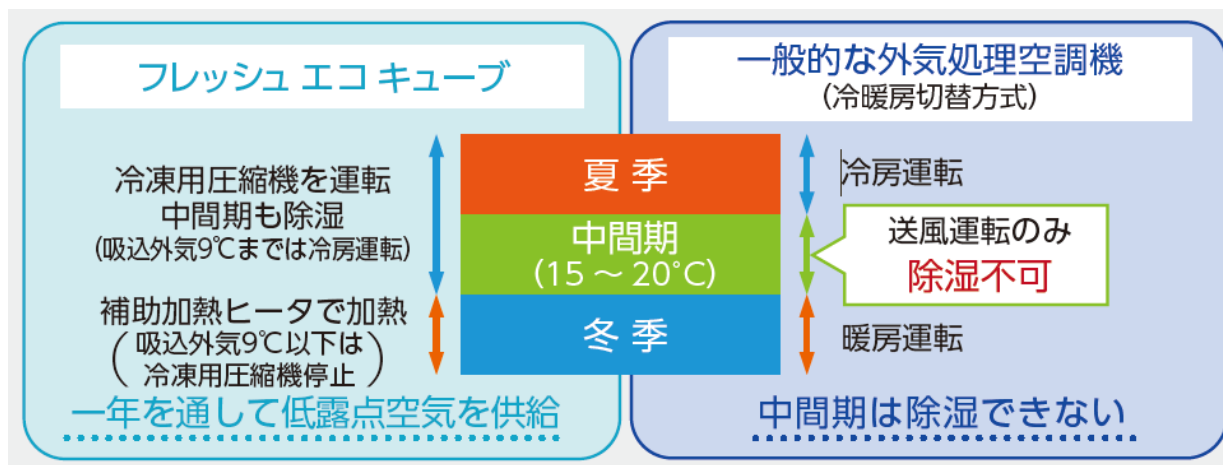 フレッシュ エコ キューブ
冷凍用圧縮機を運転
中間期も除湿
(吸込外気9℃までは冷房運転)
補助加熱ヒータで加熱
(吸込外気9℃以下は
冷凍用圧縮機停止)
一年を通して低露点空気を供給
夏 季
中間期
(15 ～ 20°C)
冬 季
一般的な外気処理空調機
(冷暖房切替方式)
冷房運転
送風運転のみ
除湿不可
暖房運転
中間期は除湿できない